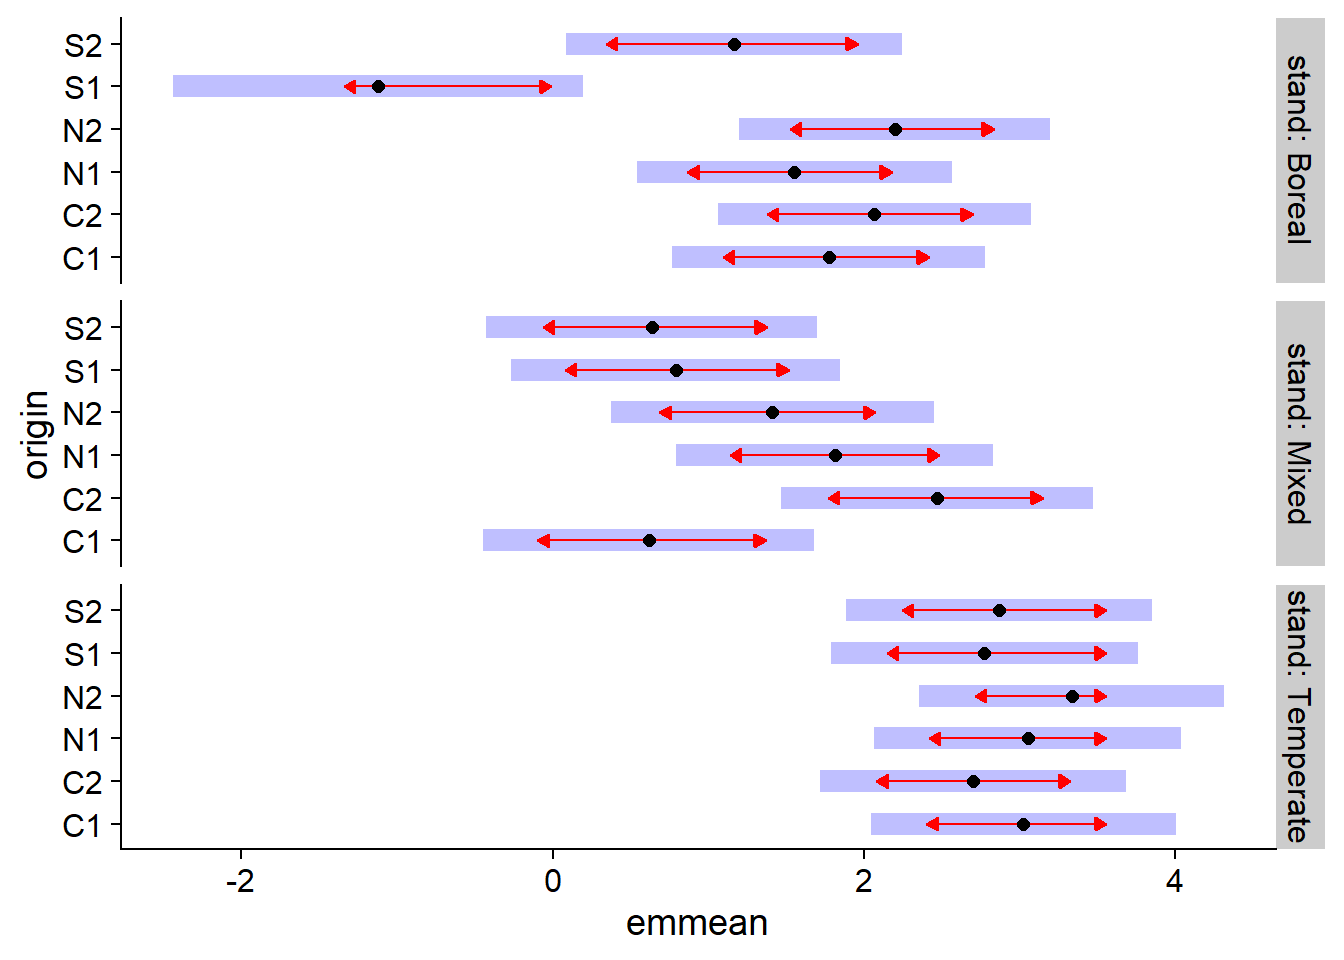 S2
S1
N2
N1
C2
C1
stand: Boreal
S2
S1
N2
N1
C2
C1
stand: Mixed
S2
S1
N2
N1
C2
C1
stand: Temperate
origin
-2 0 2 4
emmean